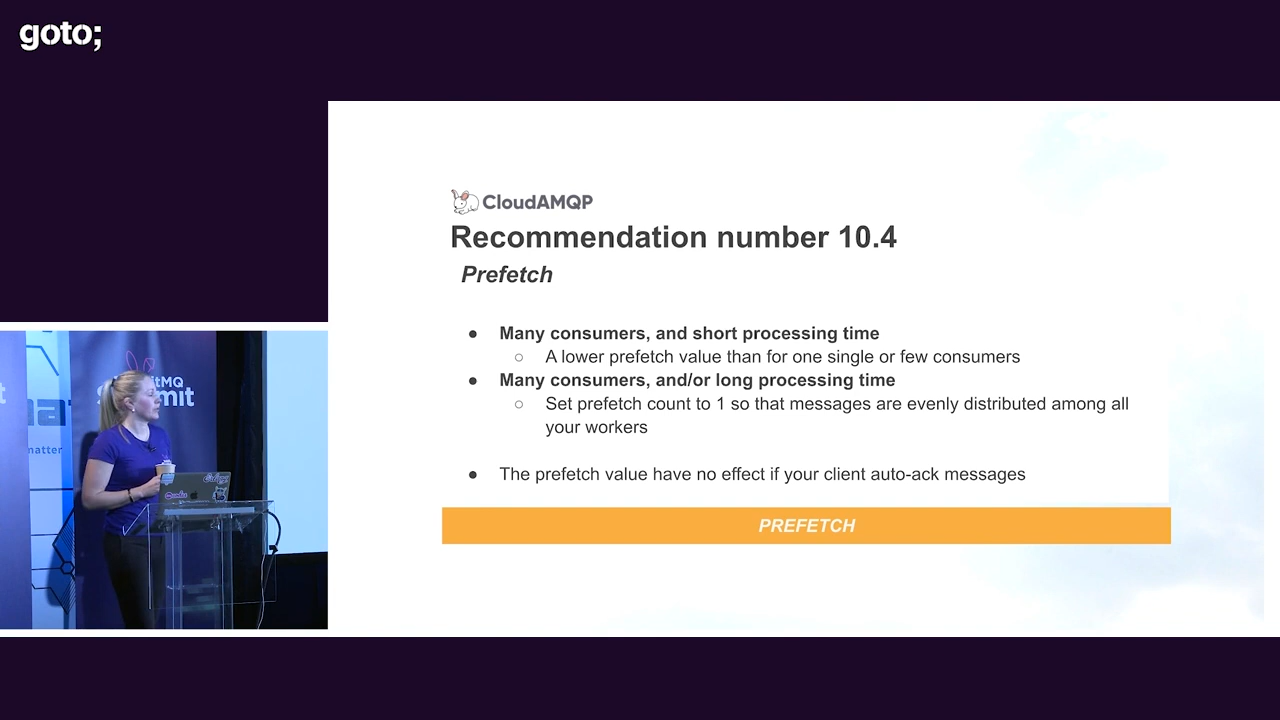 goto;
CloudAMQP
Recommendation number 10.4
Prefetch
● Many consumers, and short processing time
○ A lower prefetch value than for one single or few consumers
● Many consumers, and/or long processing time
○ Set prefetch count to 1 so that messages are evenly distributed among all
your workers
● The prefetch value have no effect if your client auto-ack messages
PREFETCH
itMQ
mmit
matter